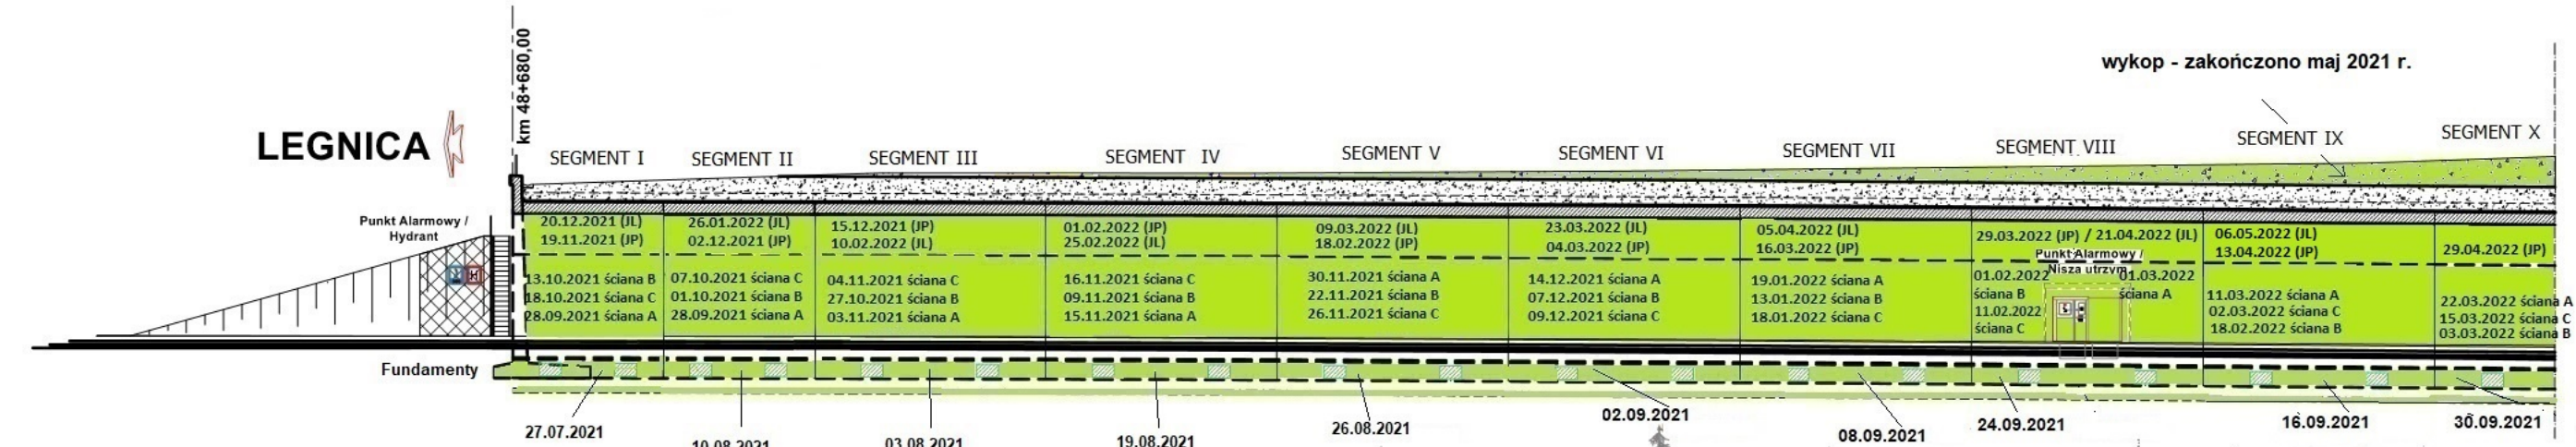 km 48+680,00
wykop - zakończono maj 2021 r.
LEGNICA
SEGMENT I
SEGMENT II
SEGMENT III
SEGMENT IV
SEGMENT V
SEGMENT VI
SEGMENT VII
SEGMENT VIII
SEGMENT IX
SEGMENT X
Punkt Alarmowy /
Hydrant
20.12.2021 (JL)
19.11.2021 (JP)
13.10.2021 ściana B
18.10.2021 ściana C
28.09.2021 ściana A
26.01.2022 (JL)
02.12.2021 (JP)
07.10.2021 ściana C
01.10.2021 ściana B
28.09.2021 ściana A
15.12.2021 (JP)
10.02.2022 (JL)
04.11.2021 ściana C
27.10.2021 ściana B
03.11.2021 ściana A
01.02.2022 (JP)
25.02.2022 (JL)
16.11.2021 ściana C
09.11.2021 ściana B
15.11.2021 ściana A
09.03.2022 (JL)
18.02.2022 (JP)
30.11.2021 ściana A
22.11.2021 ściana B
26.11.2021 ściana C
23.03.2022 (JL)
04.03.2022 (JP)
14.12.2021 ściana A
07.12.2021 ściana B
09.12.2021 ściana C
05.04.2022 (JL)
16.03.2022 (JP)
19.01.2022 ściana A
13.01.2022 ściana B
18.01.2022 ściana C
29.03.2022 (JP) / 21.04.2022 (JL)
Punkt Alarmowy /
Nisza utrzym.
01.02.2022
ściana B
11.02.2022
ściana C
01.03.2022
ściana A
06.05.2022 (JL)
13.04.2022 (JP)
11.03.2022 ściana A
02.03.2022 ściana C
18.02.2022 ściana B
29.04.2022 (JP)
22.03.2022 ściana A
15.03.2022 ściana C
03.03.2022 ściana B
Fundamenty
27.07.2021
10.08.2021
03.08.2021
19.08.2021
26.08.2021
02.09.2021
08.09.2021
24.09.2021
16.09.2021
30.09.2021